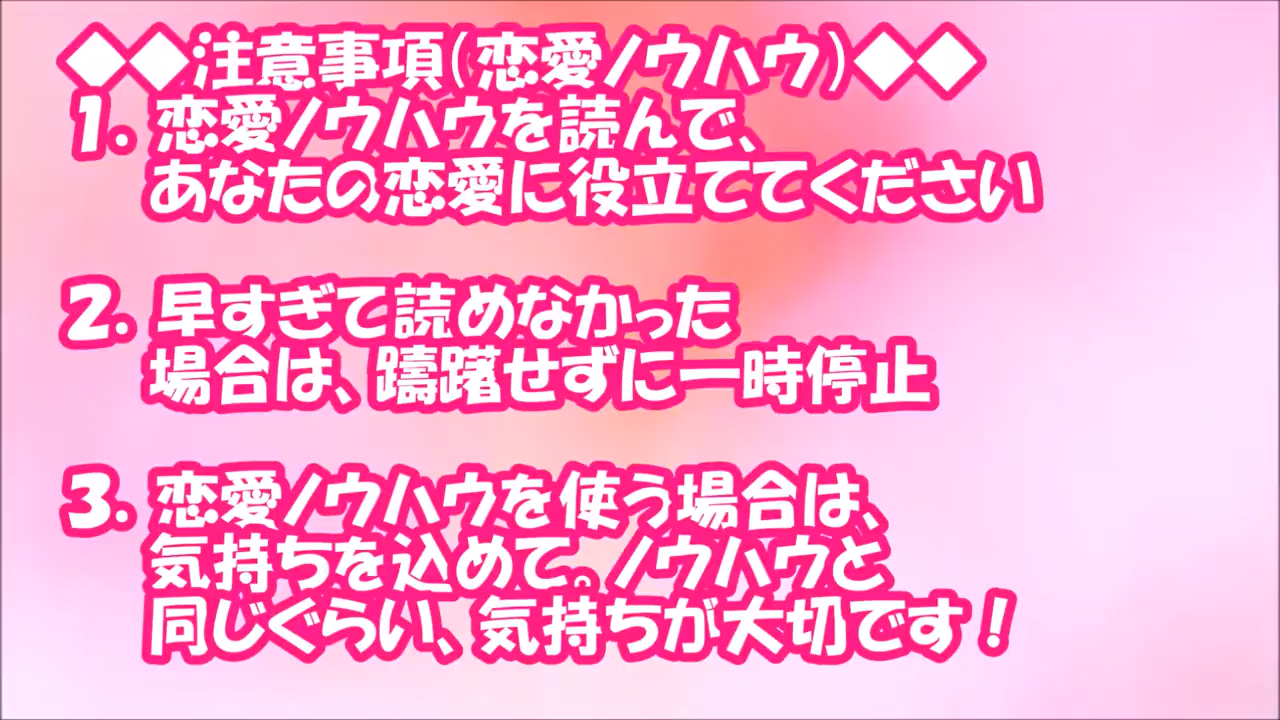 ◆◆注意事項(恋愛ノウハウ)◆◆
1. 恋愛ノウハウを読んで、
あなたの恋愛に役立ててください
2. 早すぎて読めなかった
場合は、躊躇せずに一時停止
3. 恋愛ノウハウを使う場合は、
気持ちを込めて。ノウハウと
同じぐらい、気持ちが大切です！